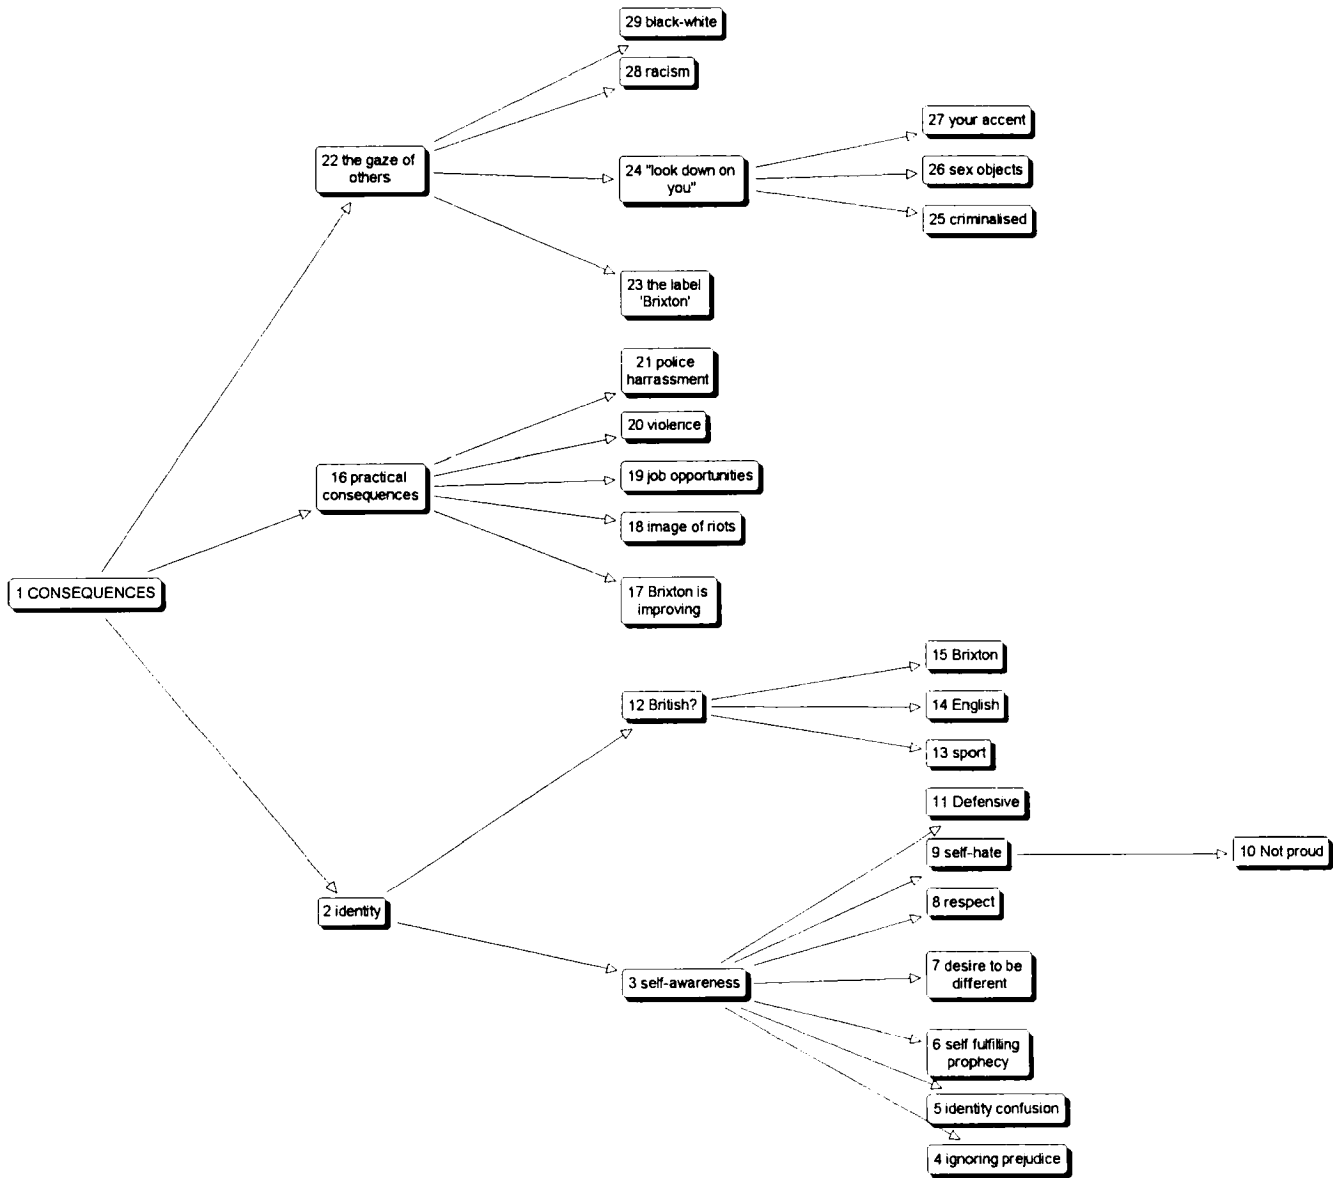 29 black-white
28 racism
27 your accent
22 the gaze of
others
24 "look down on
you"
26 sex objects
25 criminalised
23 the label
'Brixton'
21 police
harrassment
20 violence
16 practical
consequences
19 job opportunities
18 image of riots
1 CONSEQUENCES
17 Brixton is
improving
15 Brixton
12 British?
14 English
13 sport
11 Defensive
9 self-hate
10 Not proud
2 identity
8 respect
3 self-awareness
7 desire to be
different
6 self fulfilling
prophecy
5 identity confusion
4 ignoring prejudice